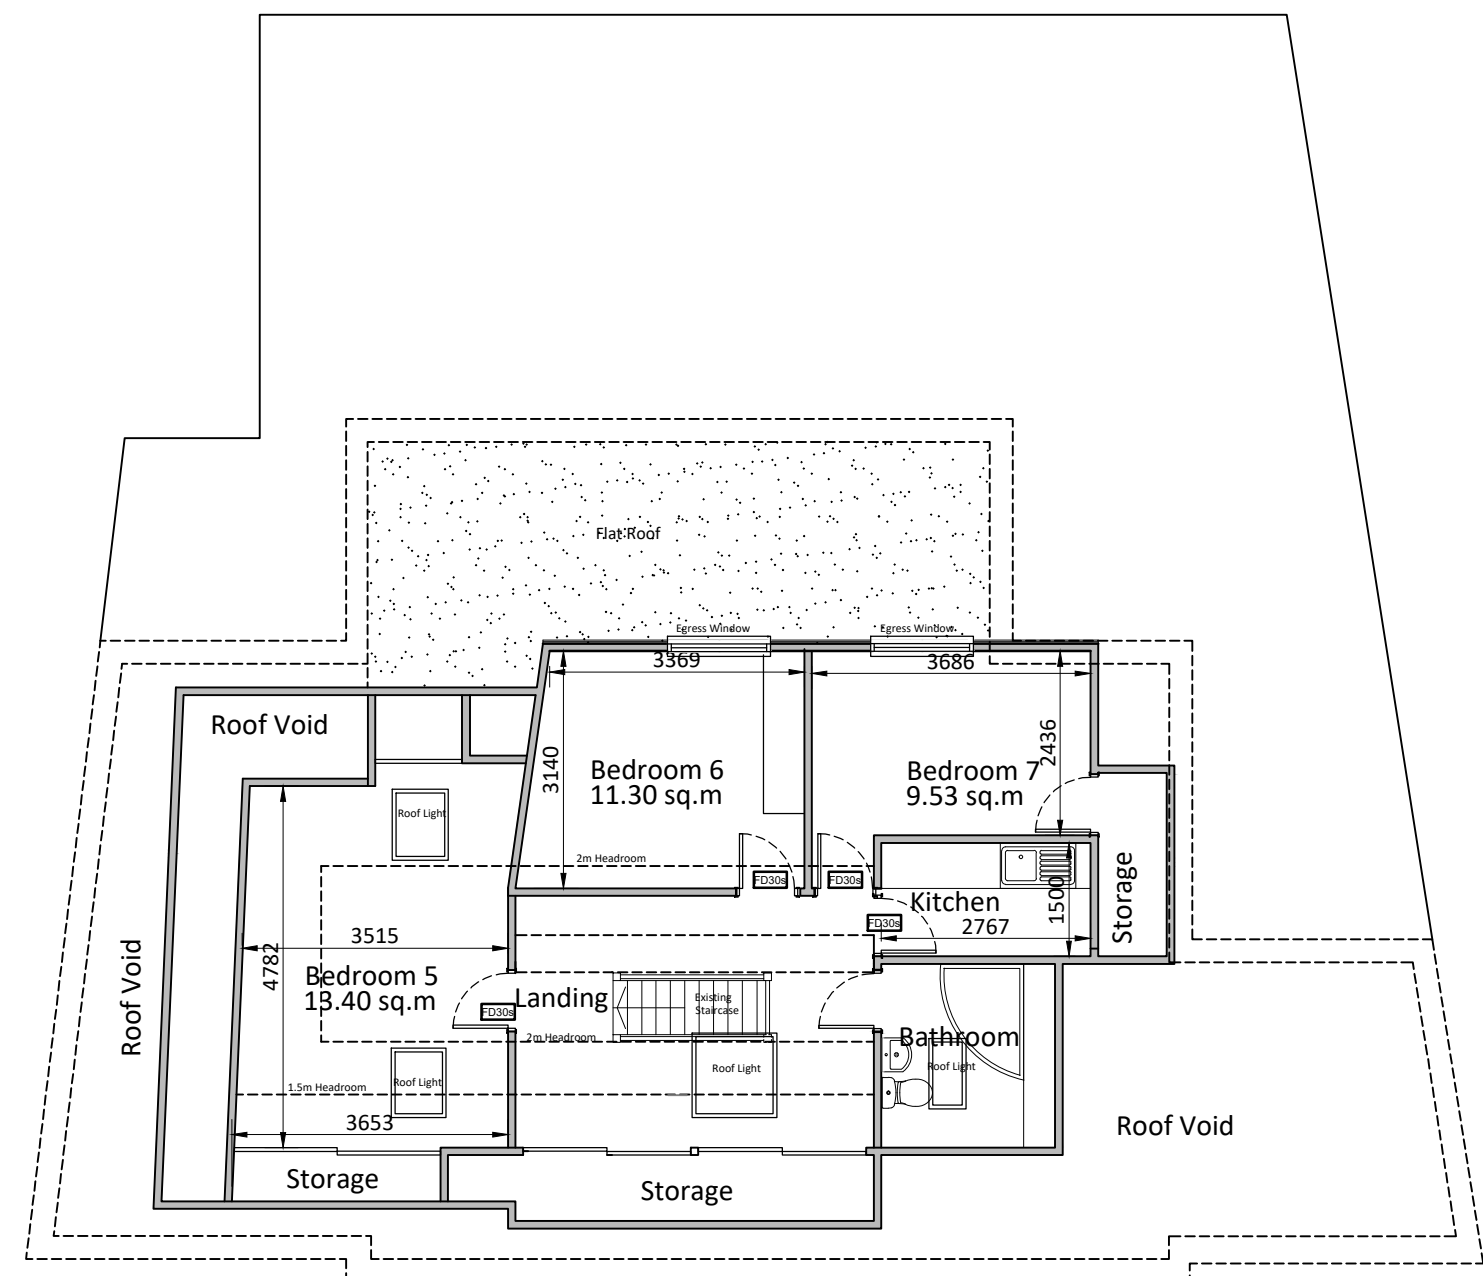 Flat Roof
Egress Window
Egress Window
3369
3686
Roof Void
2436
3140
Bedroom 6
11.30 sq.m
Bedroom 7
9.53 sq.m
Roof Light
2m Headroom
FD30s
FD30s
Kitchen
1500
Storage
FD30s
2767
3515
4782
Bedroom 5
13.40 sq.m
Roof Void
Landing
Existing
Staircase
FD30s
2m Headroom
Bathroom
Roof Light
Roof Light
Roof Light
1.5m Headroom
3653
Roof Void
Storage
Storage